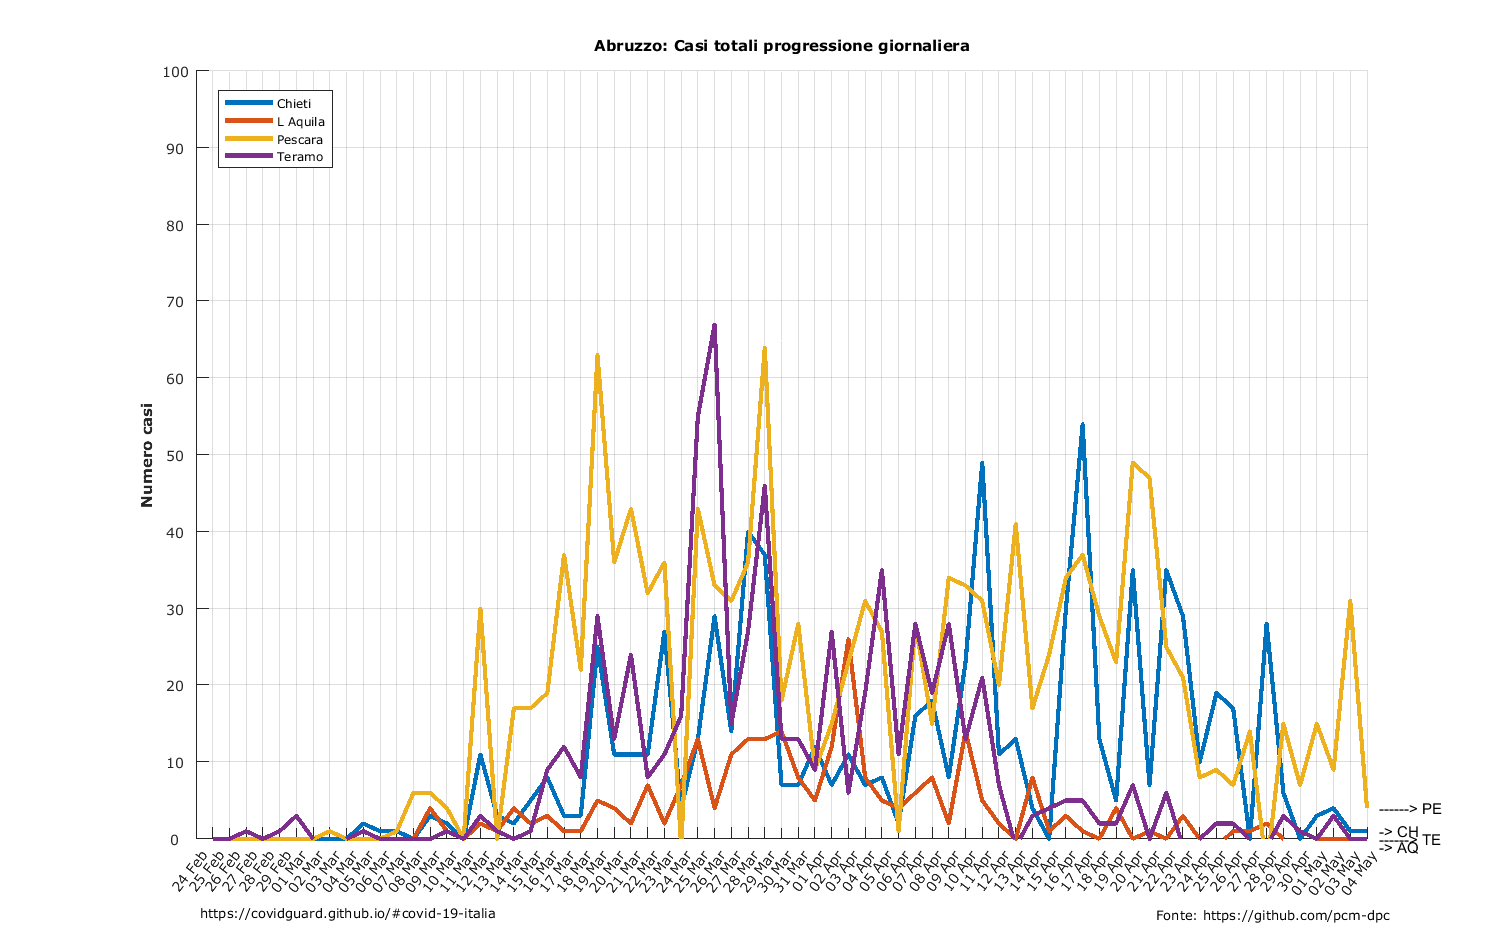 Abruzzo: Casi totali progressione giornaliera
100
90
80
70
60
50
40
30
20
10
0
Numero casi
Chieti
L Aquila
Pescara
Teramo
------> PE
-> CH
------> TE
-> AQ
24 Feb
25 Feb
26 Feb
27 Feb
28 Feb
29 Feb
01 Mar
02 Mar
03 Mar
04 Mar
05 Mar
06 Mar
07 Mar
08 Mar
09 Mar
10 Mar
11 Mar
12 Mar
13 Mar
14 Mar
15 Mar
16 Mar
17 Mar
18 Mar
19 Mar
20 Mar
21 Mar
22 Mar
23 Mar
24 Mar
25 Mar
26 Mar
27 Mar
28 Mar
29 Mar
30 Mar
31 Mar
01 Apr
02 Apr
03 Apr
04 Apr
05 Apr
06 Apr
07 Apr
08 Apr
09 Apr
10 Apr
11 Apr
12 Apr
13 Apr
14 Apr
15 Apr
16 Apr
17 Apr
18 Apr
19 Apr
20 Apr
21 Apr
22 Apr
23 Apr
24 Apr
25 Apr
26 Apr
27 Apr
28 Apr
29 Apr
30 Apr
01 May
02 May
03 May
04 May
https://covidguard.github.io/#covid-19-italia
Fonte: https://github.com/pcm-dpc